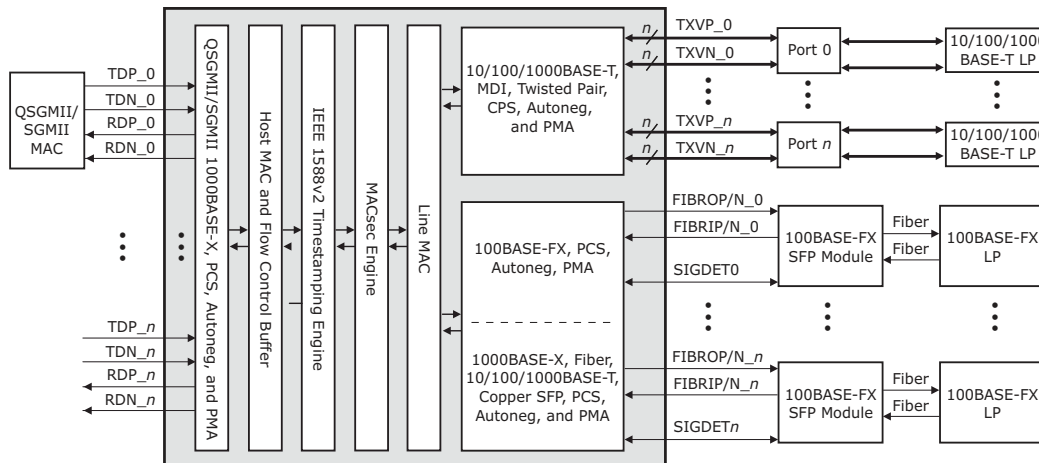 TDP_0
TDN_0
RDP_0
RDN_0
QSGMII/
SGMII
MAC
TDP_n
TDN_n
RDP_n
RDN_n
QSGMII/SGMII 1000BASE-X, PCS, Autoneg, and PMA
Host MAC and Flow Control Buffer
IEEE 1588v2 Timestamping Engine
MACsec Engine
Line MAC
10/100/1000BASE-T,
MDI, Twisted Pair,
CPS, Autoneg,
and PMA
n TXVP_0
n TXVN_0
n TXVP_n
n TXVN_n
Port 0
Port n
10/100/1000
BASE-T LP
10/100/1000
BASE-T LP
100BASE-FX, PCS,
Autoneg, PMA
1000BASE-X, Fiber,
10/100/1000BASE-T,
Copper SFP, PCS,
Autoneg, and PMA
FIBROP/N_0
FIBRIP/N_0
SIGDET0
100BASE-FX
SFP Module
Fiber
Fiber
100BASE-FX
LP
FIBROP/N_n
FIBRIP/N_n
SIGDETn
100BASE-FX
SFP Module
Fiber
Fiber
100BASE-FX
LP